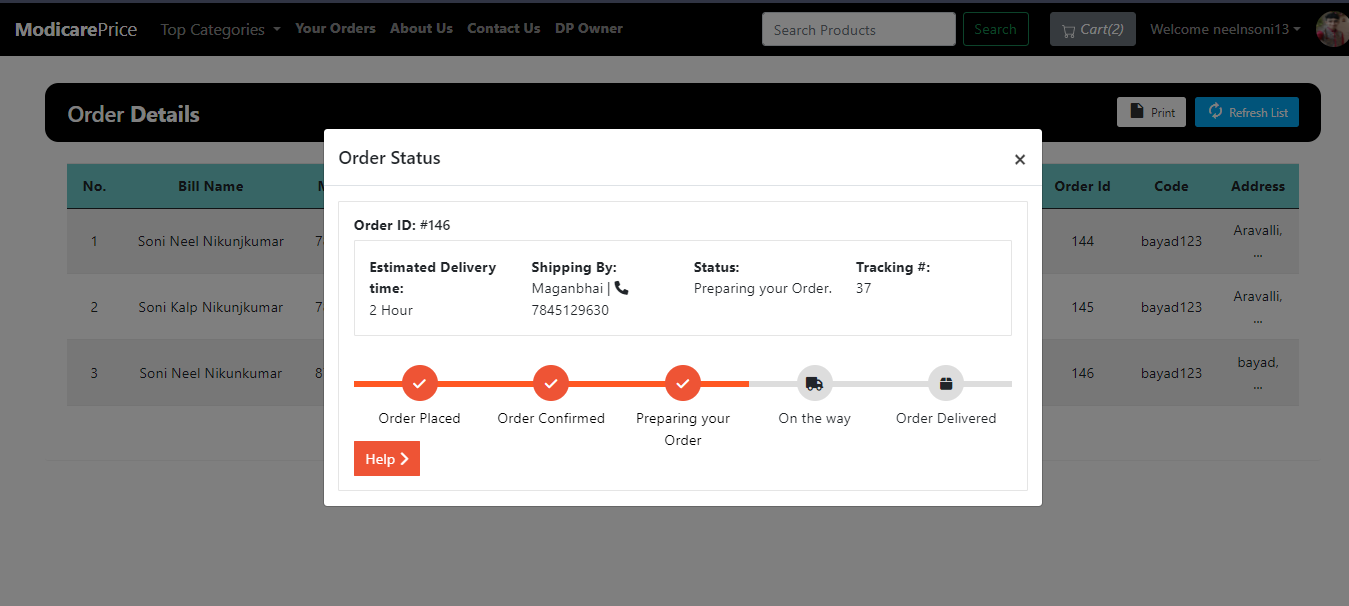 ModicarePrice Top Categories Your Orders About Us Contact Us DP Owner Search Products Search Cart(2) Welcome neelnsoni13
Order Details Print Refresh List
Order Status ×
No. Bill Name M Order Id Code Address
Order ID: #146
1 Soni Neel Nikunjkumar 7 144 bayad123 Aravalli,
...
Estimated Delivery time:
2 Hour
Shipping By:
Maganbhai |
7845129630
Status:
Preparing your Order.
Tracking #:
37
2 Soni Kalp Nikunjkumar 7 145 bayad123 Aravalli,
...
3 Soni Neel Nikunkumar 8 146 bayad123 bayad,
...
Order Placed
Order Confirmed
Preparing your
Order
On the way
Order Delivered
Help